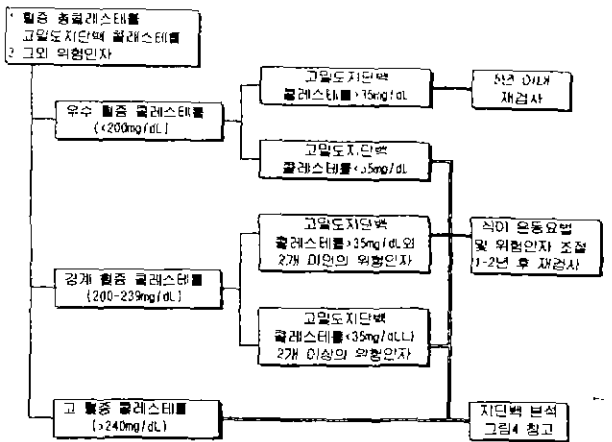 1 혈중 총콜레스테롤
고밀도지단백 콜레스테롤
2 그외 위험인자
고밀도지단백
콜레스테롤>35mg/dL
5년 이내
재검사
우수 혈중 콜레스테롤
(<200mg/dL)
고밀도지단백
콜레스테롤<35mg/dL
고밀도지단백
콜레스테롤>35mg/dL와
2개 미만의 위험인자
식이 운동요법
및 위험인자 조절
1-2년 후 재검사
경계 혈중 콜레스테롤
(200-239mg/dL)
고밀도지단백
콜레스테롤<35mg/dL나
2개 이상의 위험인자
고 혈중 콜레스테롤
(>240mg/dL)
지단백 분석
그림4 참고